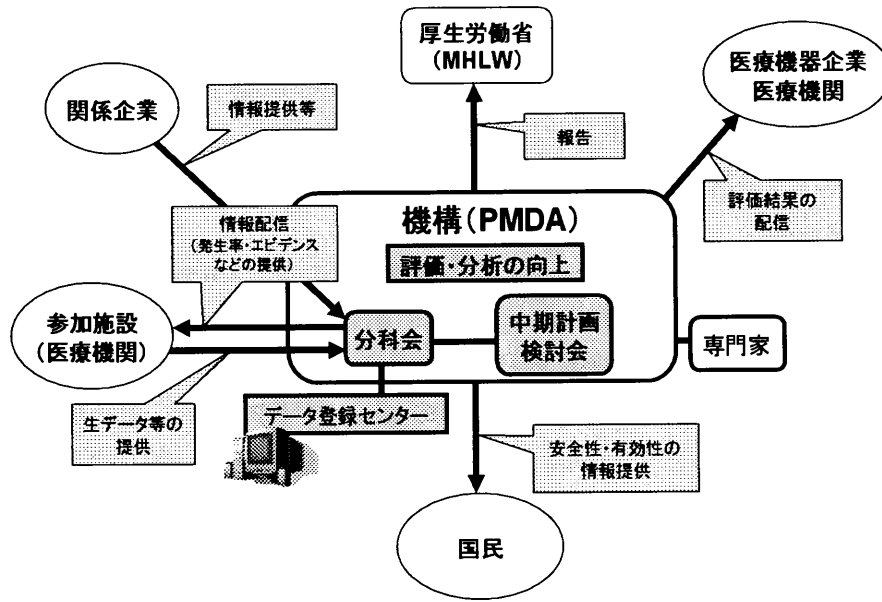 厚生労働省
(MHLW)
医療機器企業
医療機関
関係企業
情報提供等
報告
評価結果の
配信
機構(PMDA)
情報配信
(発生率・エビデンス
などの提供)
評価・分析の向上
参加施設
(医療機関)
分科会
中期計画
検討会
専門家
生データ等の
提供
データ登録センター
安全性・有効性の
情報提供
国民